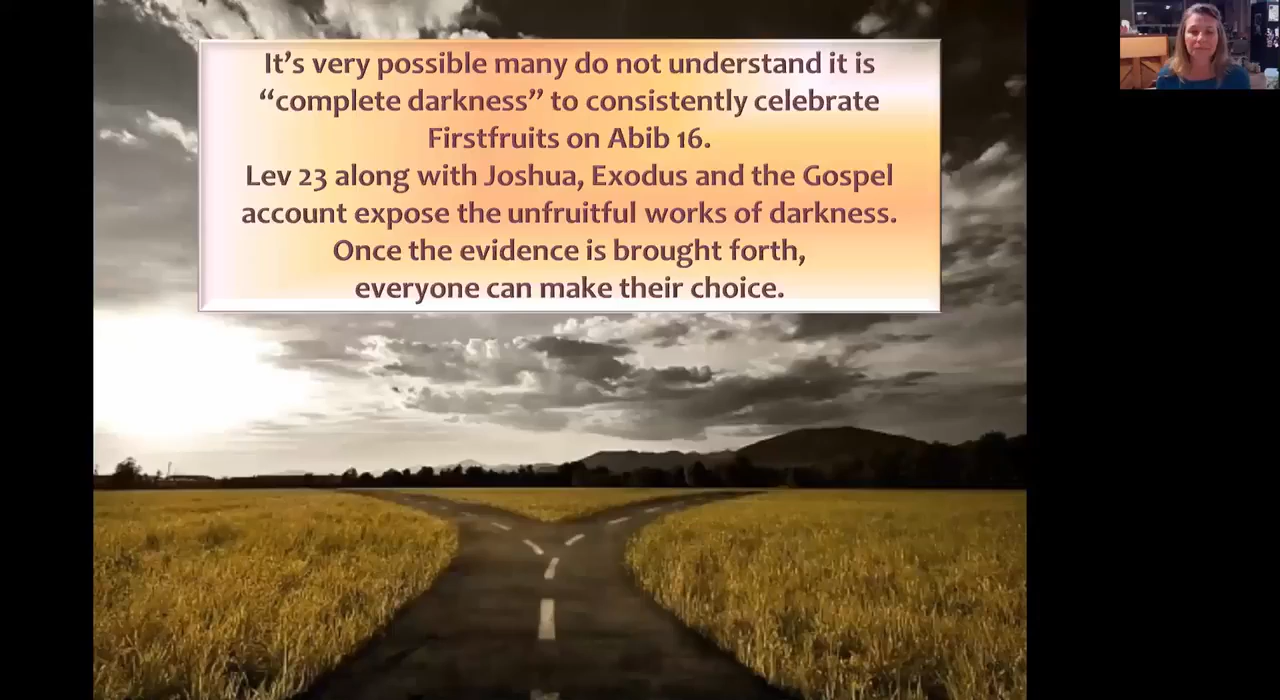 It’s very possible many do not understand it is
“complete darkness” to consistently celebrate
Firstfruits on Abib 16.
Lev 23 along with Joshua, Exodus and the Gospel
account expose the unfruitful works of darkness.
Once the evidence is brought forth,
everyone can make their choice.